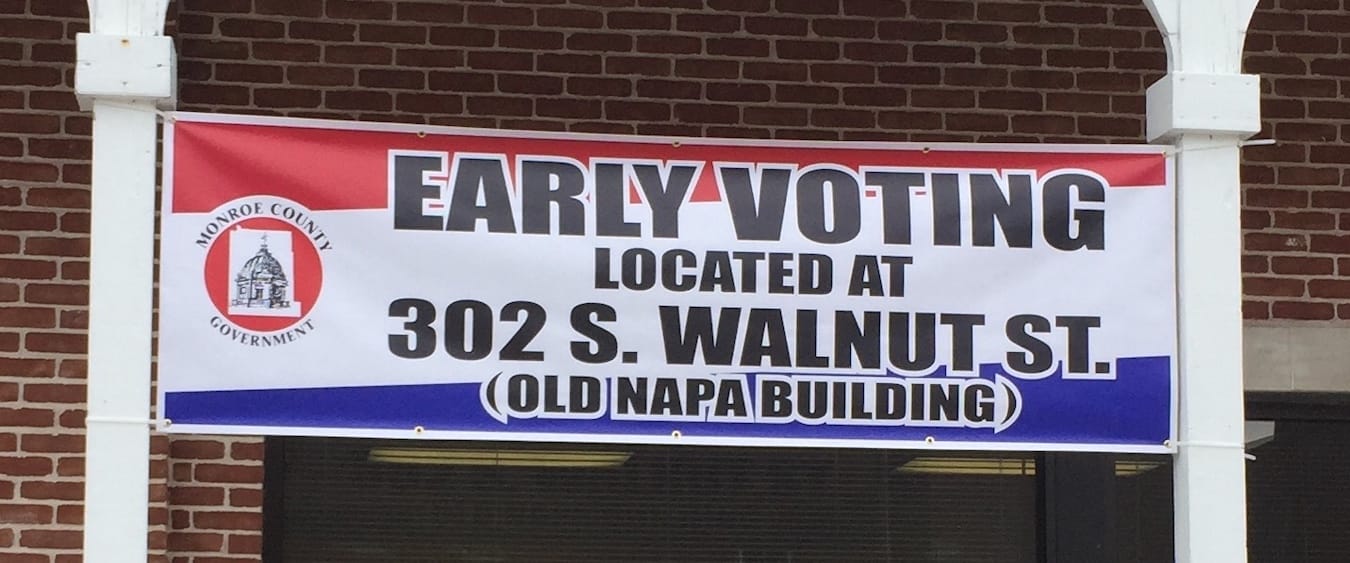 MONROE COUNTY
GOVERNMENT
EARLY VOTING
LOCATED AT
302 S. WALNUT ST.
(OLD NAPA BUILDING)